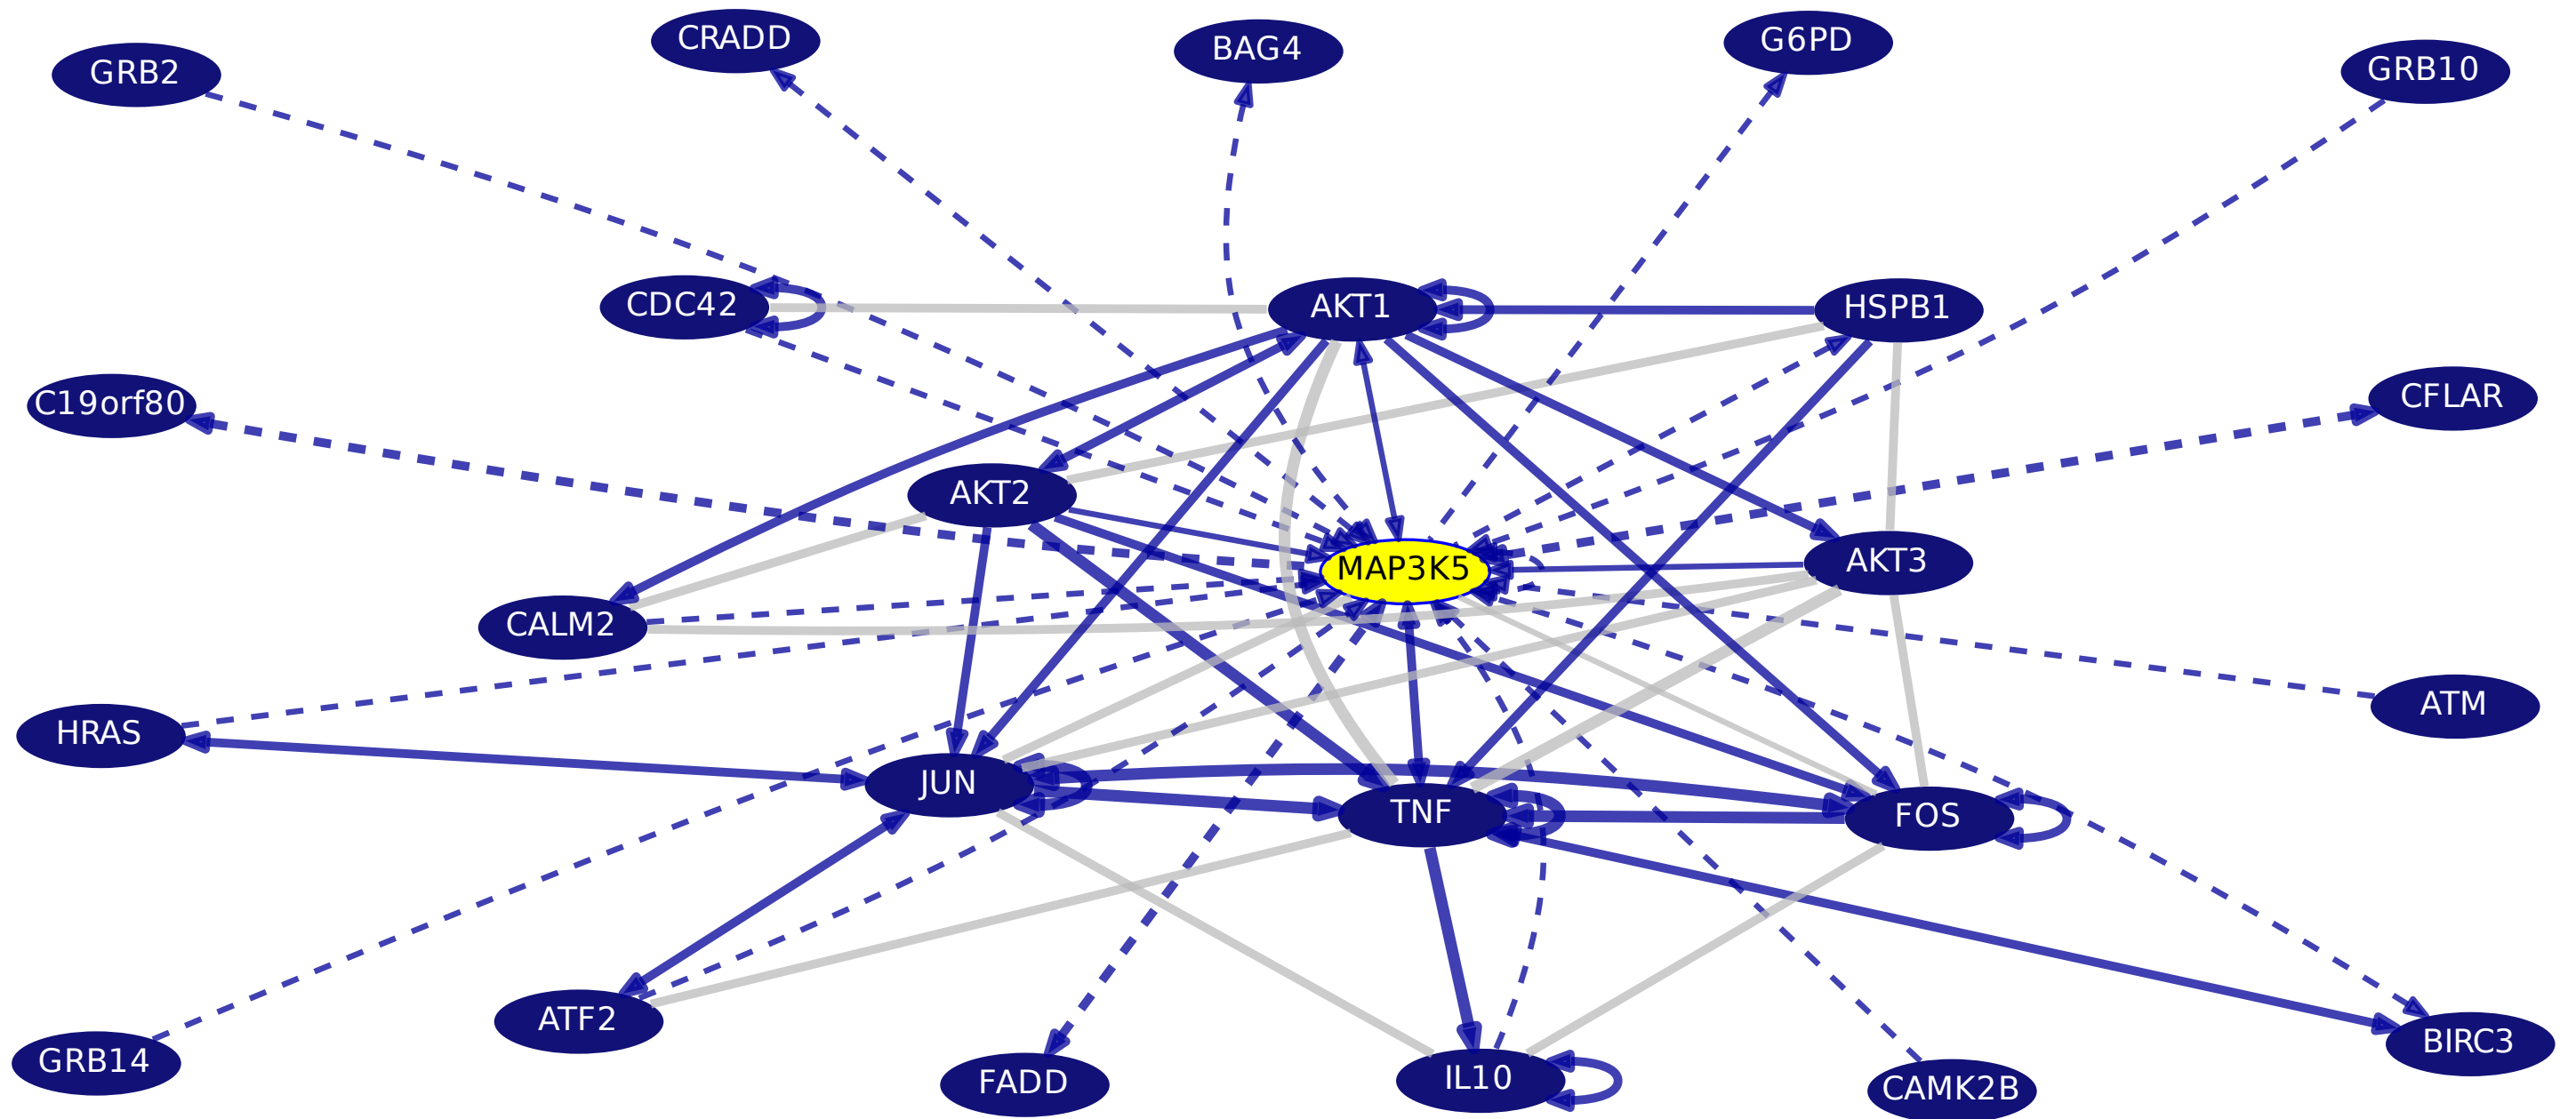 CRADD
G6PD
BAG4
GRB10
GRB2
CDC42
AKT1
HSPB1
CFLAR
C19orf80
AKT2
AKT3
MAP3K5
CALM2
ATM
HRAS
JUN
TNF
FOS
ATF2
BIRC3
GRB14
IL10
FADD
CAMK2B